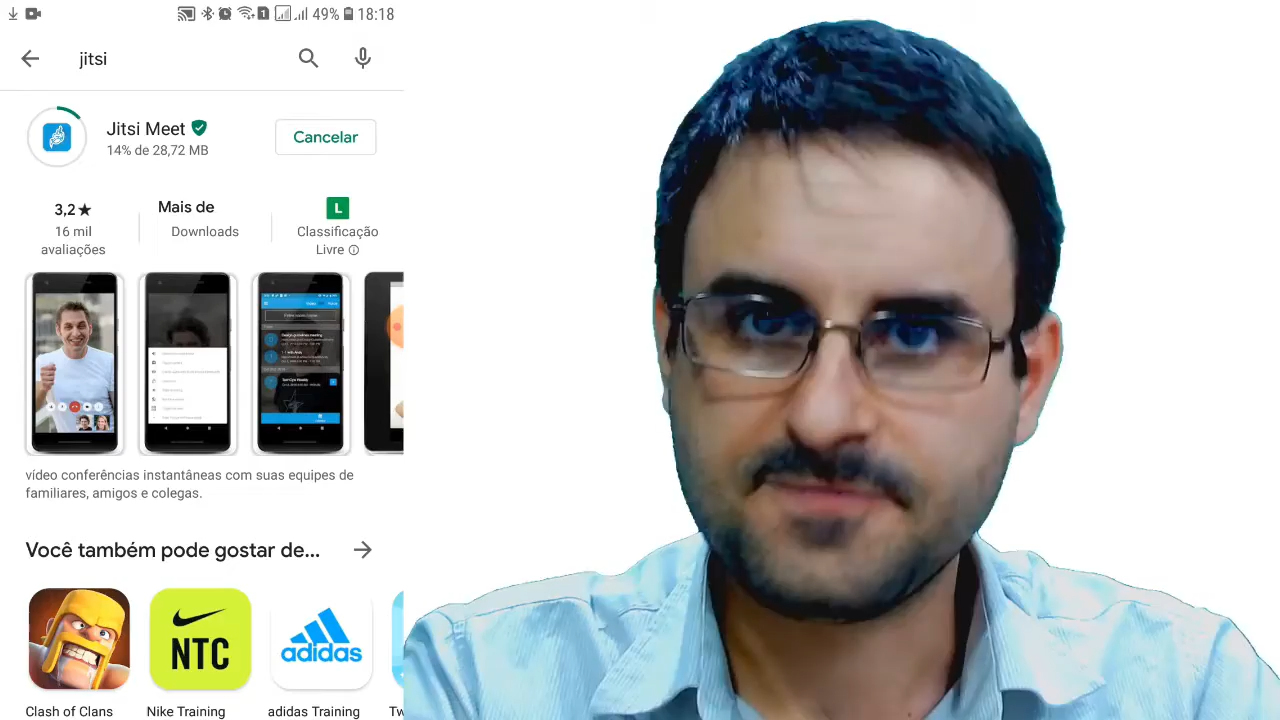 49% 18:18
jitsi
Jitsi Meet
14% de 28,72 MB
Cancelar
3,2★
16 mil
avaliações
Mais de
Downloads
L
Classificação
Livre
vídeo conferências instantâneas com suas equipes de
familiares, amigos e colegas.
Você também pode gostar de...
NTC
adidas
Clash of Clans
Nike Training
adidas Training
Tw